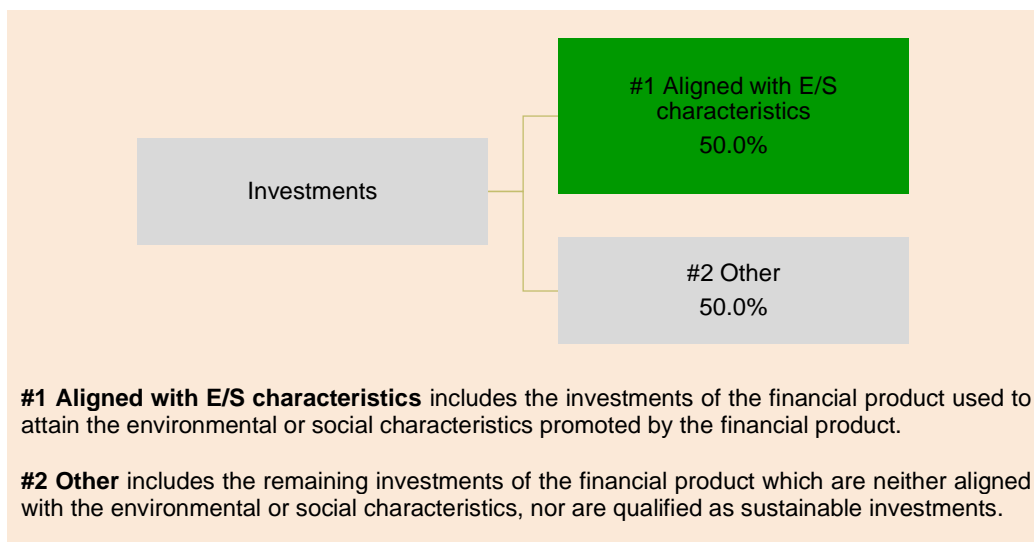 #1 Aligned with E/S
characteristics
50.0%
Investments
#2 Other
50.0%
#1 Aligned with E/S characteristics includes the investments of the financial product used to
attain the environmental or social characteristics promoted by the financial product.
#2 Other includes the remaining investments of the financial product which are neither aligned
with the environmental or social characteristics, nor are qualified as sustainable investments.